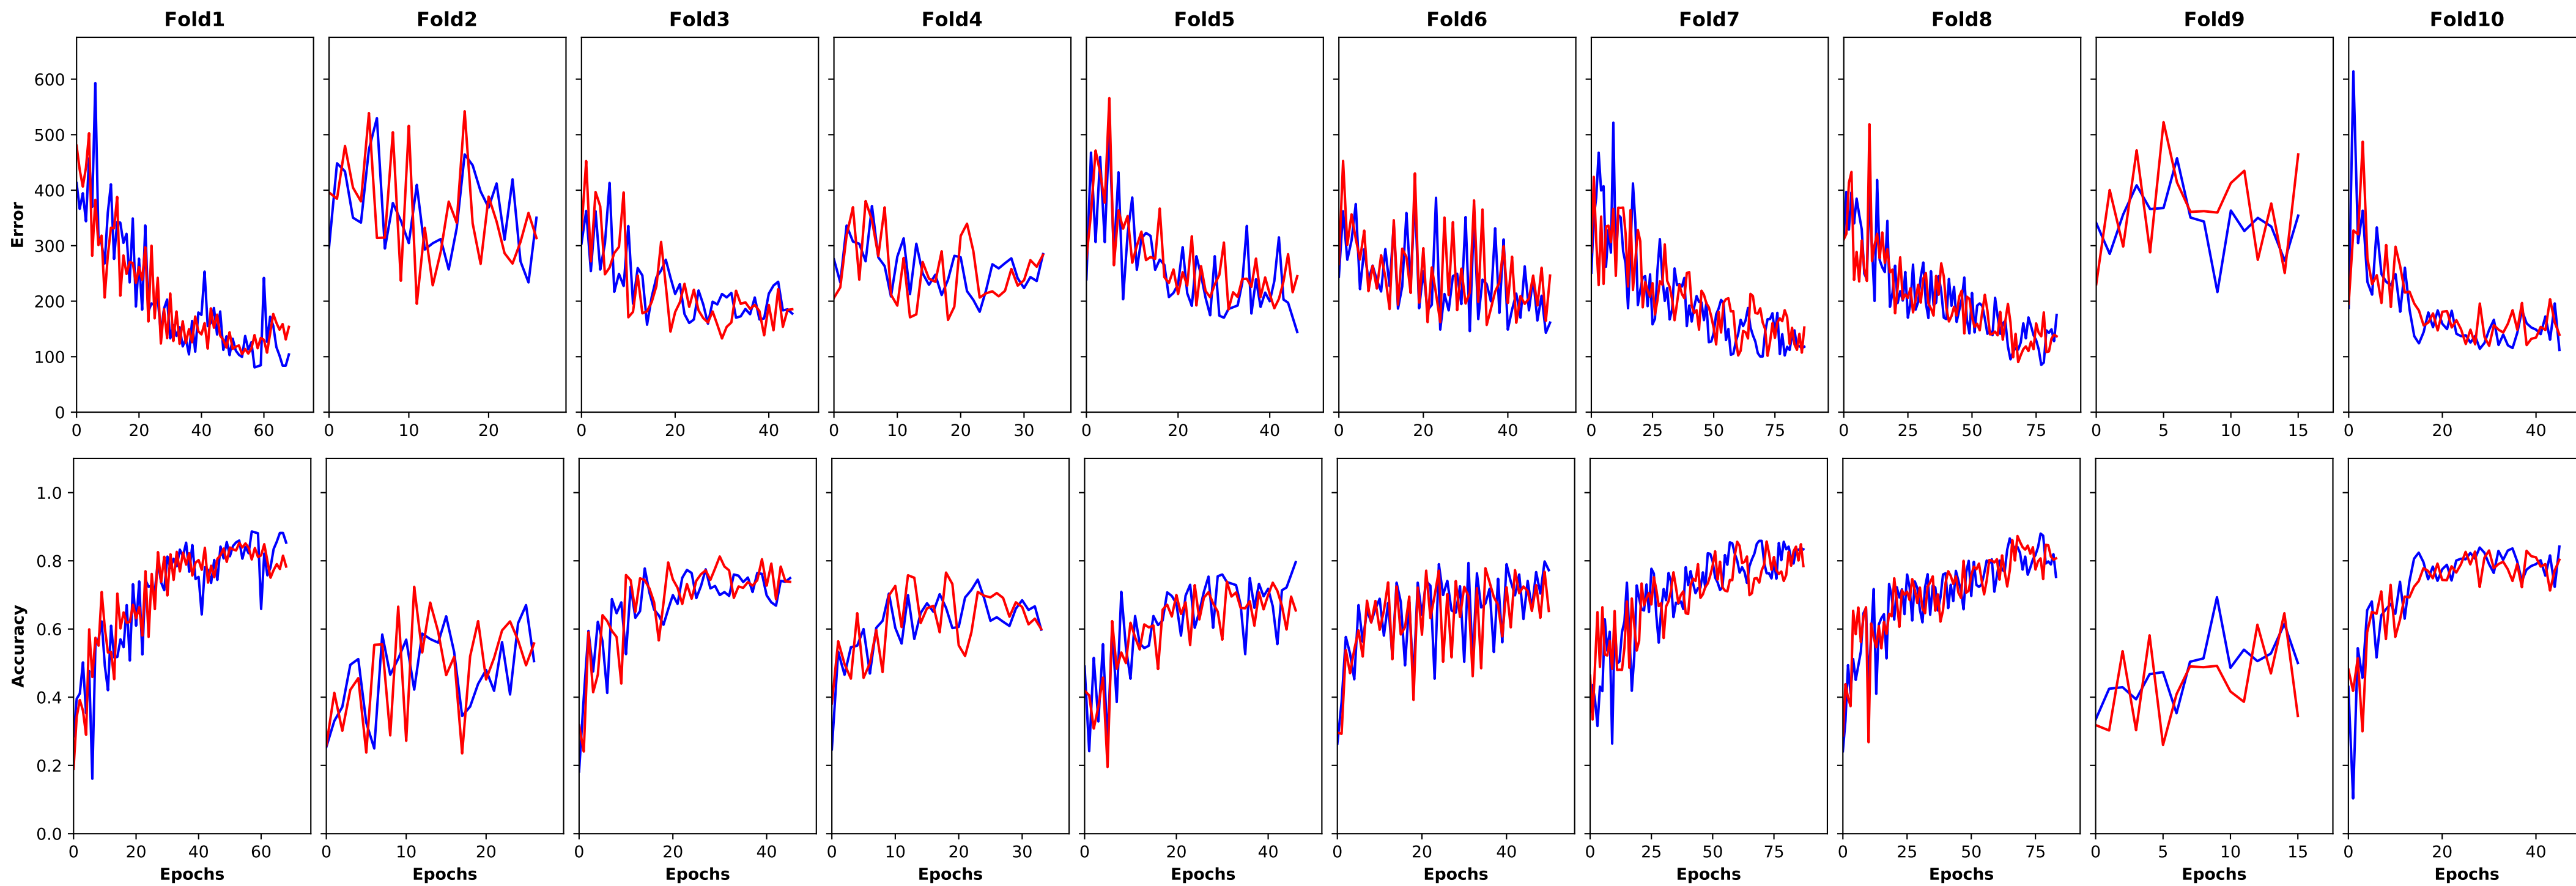 Fold1 Fold2 Fold3 Fold4 Fold5 Fold6 Fold7 Fold8 Fold9 Fold10
600
500
400
300
200
100
0
Error
0 20 40 60 0 10 20 0 20 40 0 10 20 30 0 20 40 0 20 40 0 25 50 75 0 25 50 75 0 5 10 15 0 20 40
1.0
0.8
0.6
0.4
0.2
0.0
Accuracy
0 20 40 60 0 10 20 0 20 40 0 10 20 30 0 20 40 0 20 40 0 25 50 75 0 25 50 75 0 5 10 15 0 20 40
Epochs Epochs Epochs Epochs Epochs Epochs Epochs Epochs Epochs Epochs